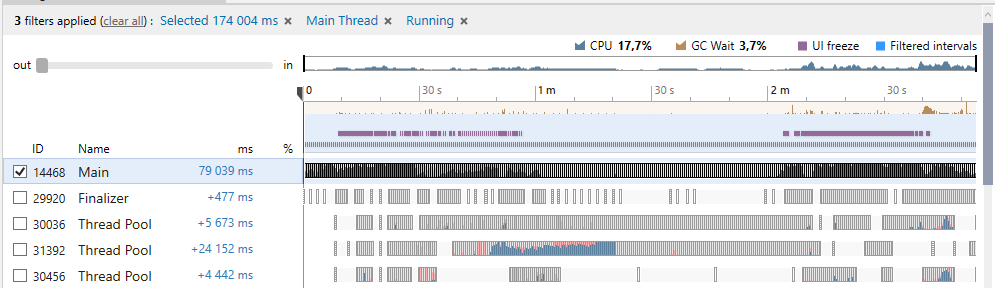 3 filters applied (clear all) : Selected 174 004 ms × Main Thread × Running ×
CPU 17,7% GC Wait 3,7% UI freeze Filtered intervals
out in
0 30 s 1 m 30 s 2 m 30 s
ID Name ms %
14468 Main 79 039 ms
29920 Finalizer +477 ms
30036 Thread Pool +5 673 ms
31392 Thread Pool +24 152 ms
30456 Thread Pool +4 442 ms